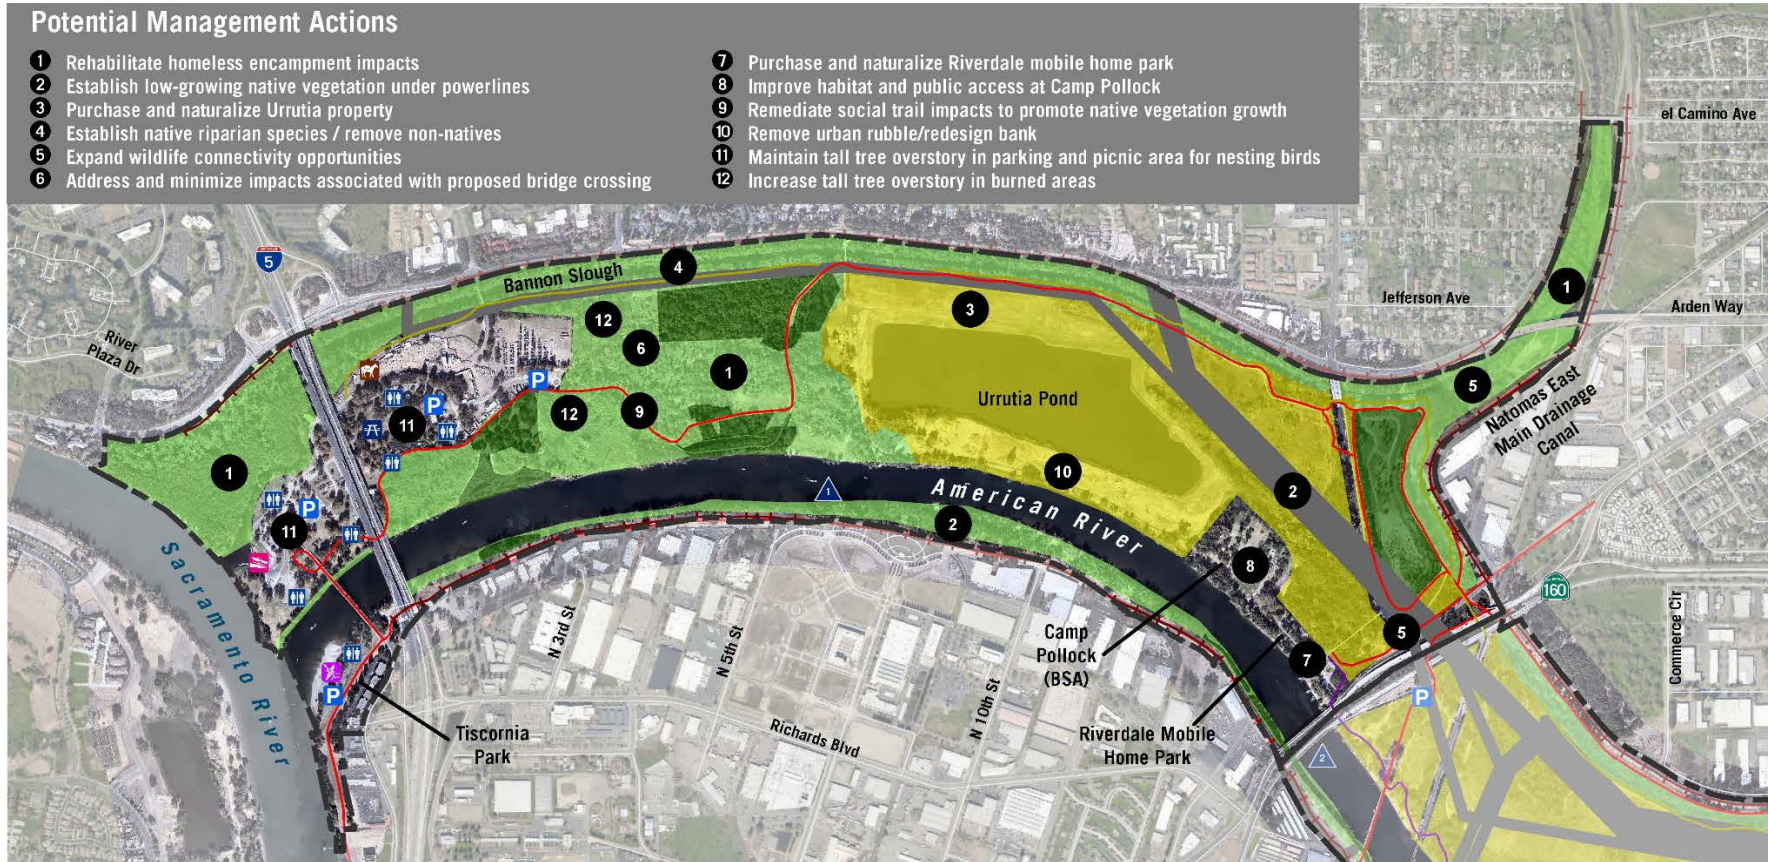 Potential Management Actions
1 Rehabilitate homeless encampment impacts
2 Establish low-growing native vegetation under powerlines
3 Purchase and naturalize Urrutia property
4 Establish native riparian species / remove non-natives
5 Expand wildlife connectivity opportunities
6 Address and minimize impacts associated with proposed bridge crossing
7 Purchase and naturalize Riverdale mobile home park
8 Improve habitat and public access at Camp Pollock
9 Remediate social trail impacts to promote native vegetation growth
10 Remove urban rubble/redesign bank
11 Maintain tall tree overstory in parking and picnic area for nesting birds
12 Increase tall tree overstory in burned areas
el Camino Ave
5
Bannon Slough
4
1
Jefferson Ave
Arden Way
River
Plaza Dr
12
6
3
1
P
P
12
9
11
Urrutia Pond
5
Natomas East
Main Drainage
Canal
1
P
11
10
2
1
American River
2
8
160
Sacramento River
N 3rd St
N 5th St
N 10th St
Camp
Pollock
(BSA)
5
7
Commerce Cir
P
P
Tiscornia
Park
Richards Blvd
Riverdale Mobile
Home Park
2